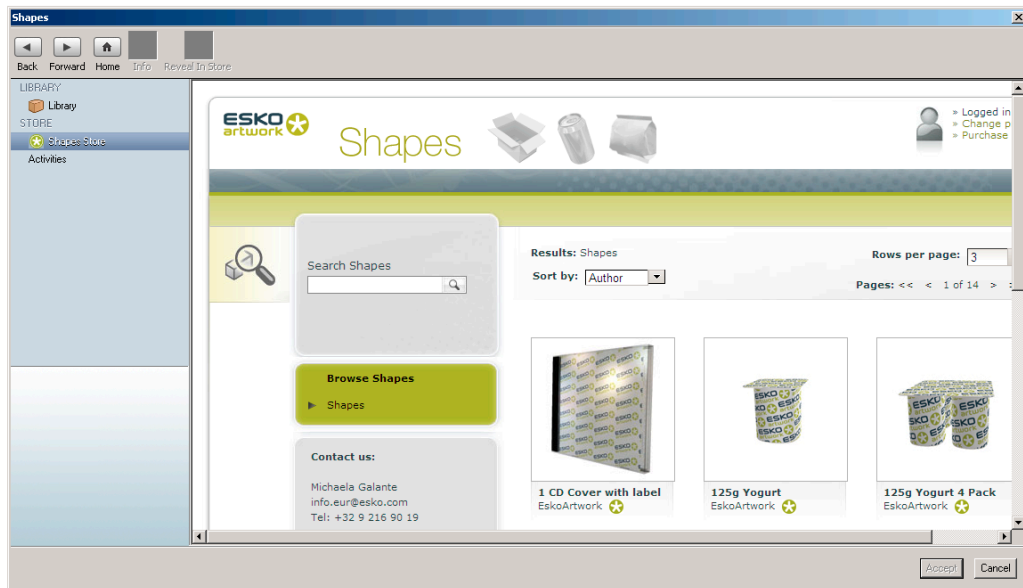 Shapes
Back Forward Home Info Reveal In Store
LIBRARY
Library
STORE
Shapes Store
Activities
ESKO
artwork
Shapes
» Logged in
» Change p
» Purchase
Search Shapes
Results: Shapes
Rows per page: 3
Sort by: Author
Pages: << < 1 of 14 >
Browse Shapes
Shapes
Contact us:
Michaela Galante
info.eur@esko.com
Tel: +32 9 216 90 19
1 CD Cover with label
EskoArtwork
125g Yogurt
EskoArtwork
125g Yogurt 4 Pack
EskoArtwork
Accept Cancel